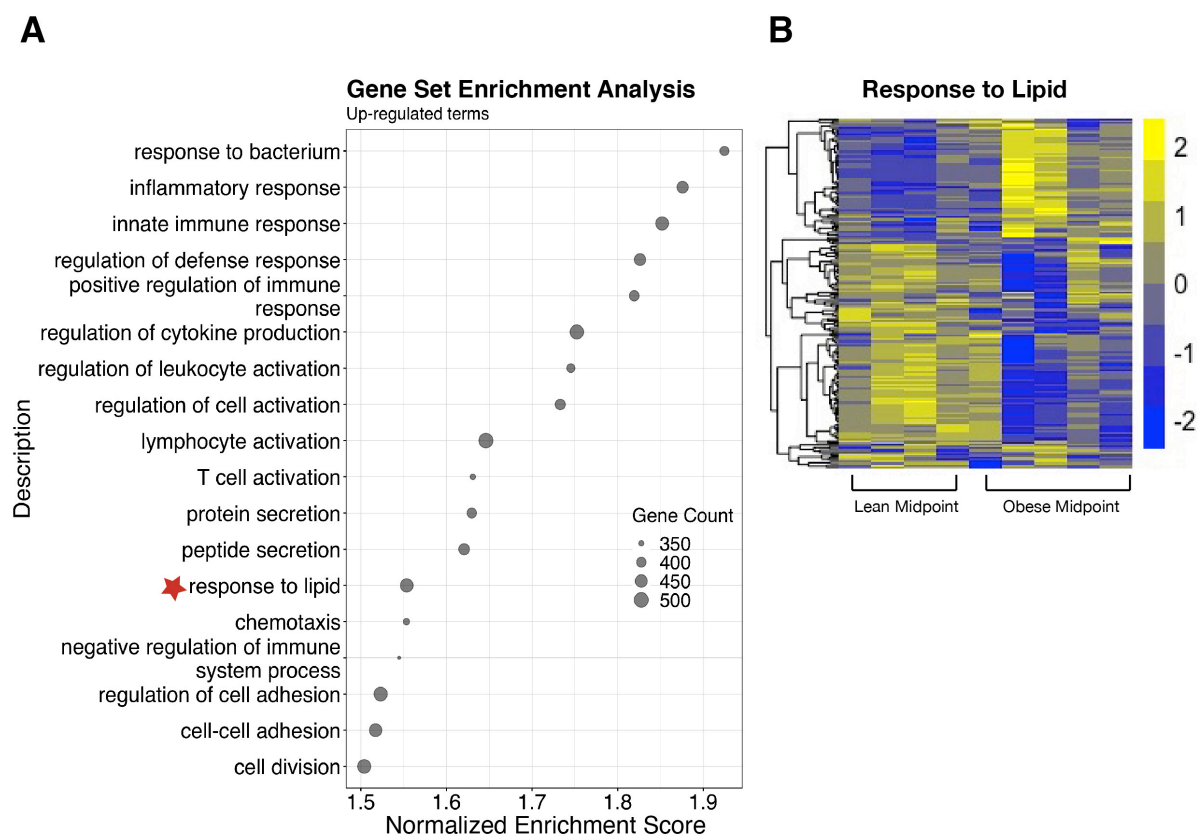 A
Gene Set Enrichment Analysis
Up-regulated terms
Description
response to bacterium
inflammatory response
innate immune response
regulation of defense response
positive regulation of immune
response
regulation of cytokine production
regulation of leukocyte activation
regulation of cell activation
lymphocyte activation
T cell activation
protein secretion
peptide secretion
response to lipid
chemotaxis
negative regulation of immune
system process
regulation of cell adhesion
cell-cell adhesion
cell division
Gene Count
350
400
450
500
1.5 1.6 1.7 1.8 1.9
Normalized Enrichment Score
B
Response to Lipid
2
1
0
-1
-2
Lean Midpoint Obese Midpoint